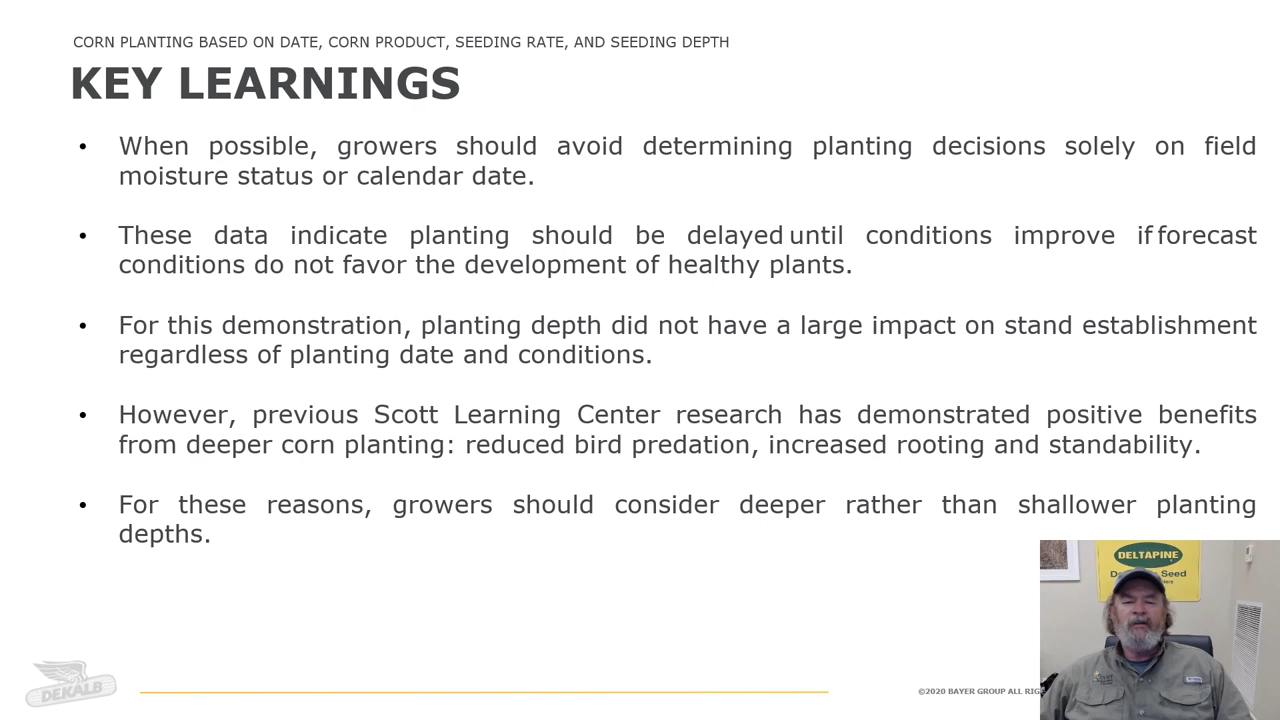 CORN PLANTING BASED ON DATE, CORN PRODUCT, SEEDING RATE, AND SEEDING DEPTH
KEY LEARNINGS
• When possible, growers should avoid determining planting decisions solely on field
moisture status or calendar date.
• These data indicate planting should be delayed until conditions improve if forecast
conditions do not favor the development of healthy plants.
• For this demonstration, planting depth did not have a large impact on stand establishment
regardless of planting date and conditions.
• However, previous Scott Learning Center research has demonstrated positive benefits
from deeper corn planting: reduced bird predation, increased rooting and standability.
• For these reasons, growers should consider deeper rather than shallower planting
depths.
DELTAPINE
Seed
DEKALB
©2020 BAYER GROUP ALL